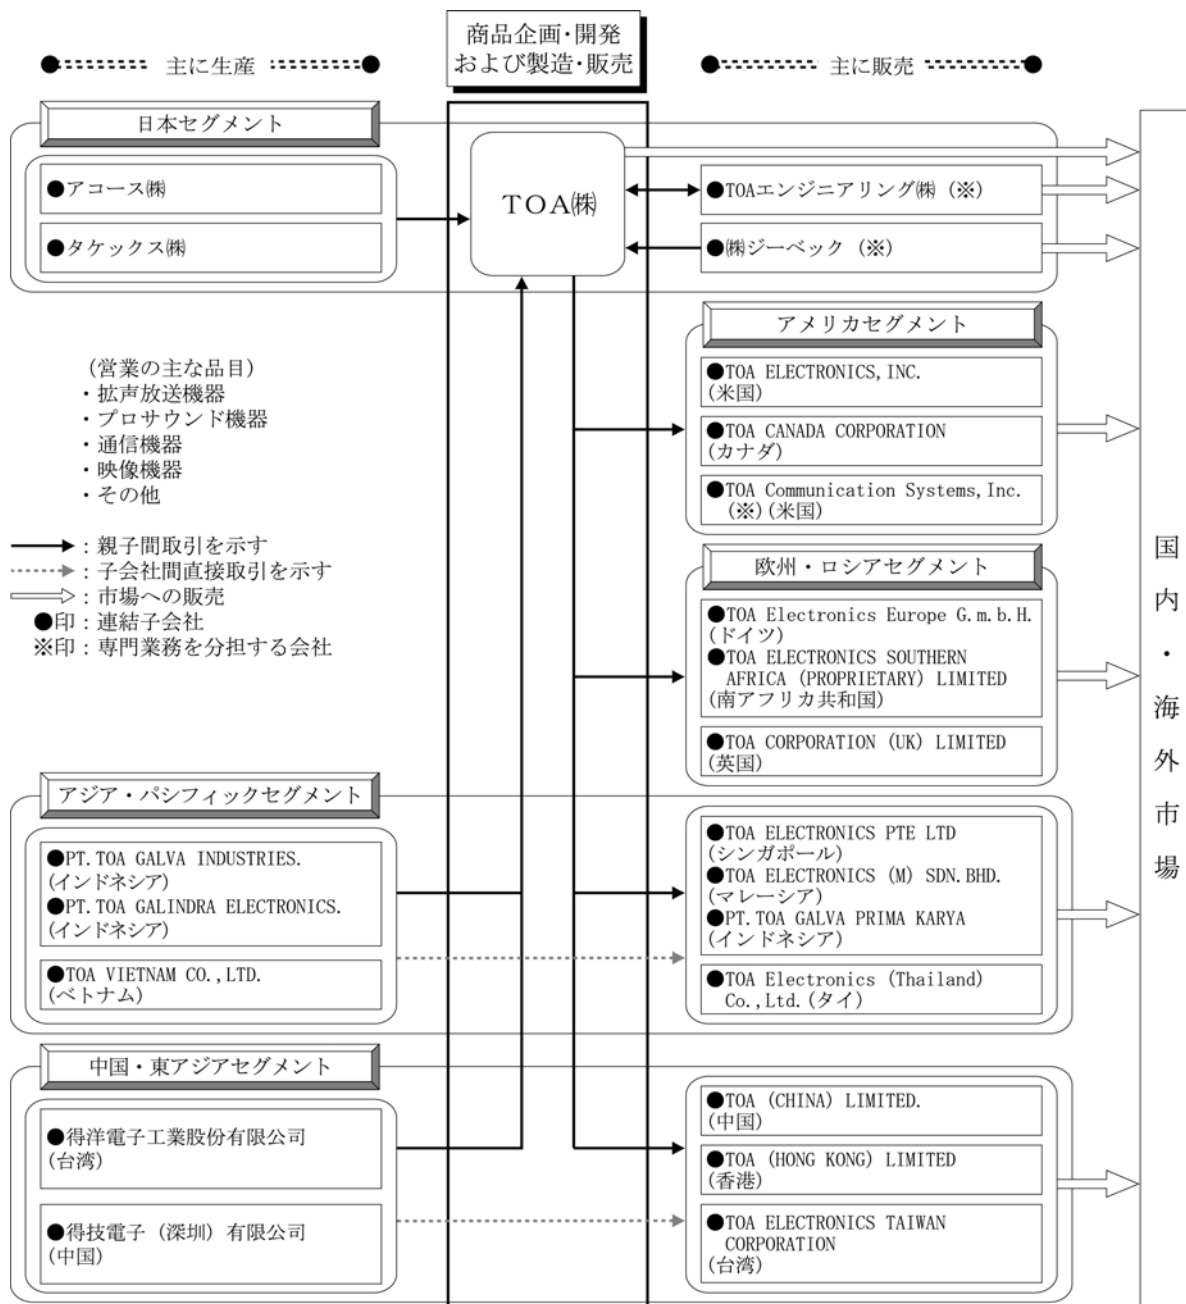 商品企画・開発
および製造・販売
主に生産
主に販売
日本セグメント
●アコース㈱
●タケックス㈱
TOA㈱
●TOAエンジニアリング㈱（※）
●㈱ジーベック（※）
アメリカセグメント
●TOA ELECTRONICS,INC.
(米国)
●TOA CANADA CORPORATION
(カナダ)
●TOA Communication Systems,Inc.
(※)(米国)
（営業の主な品目）
・拡声放送機器
・プロサウンド機器
・通信機器
・映像機器
・その他
：親子間取引を示す
：子会社間直接取引を示す
：市場への販売
●印：連結子会社
※印：専門業務を分担する会社
欧州・ロシアセグメント
●TOA Electronics Europe G.m.b.H.
(ドイツ)
●TOA ELECTRONICS SOUTHERN
AFRICA (PROPRIETARY) LIMITED
(南アフリカ共和国)
●TOA CORPORATION (UK) LIMITED
(英国)
アジア・パシフィックセグメント
●PT.TOA GALVA INDUSTRIES.
(インドネシア)
●PT.TOA GALINDRA ELECTRONICS.
(インドネシア)
●TOA VIETNAM CO.,LTD.
(ベトナム)
●TOA ELECTRONICS PTE LTD
(シンガポール)
●TOA ELECTRONICS (M) SDN.BHD.
(マレーシア)
●PT.TOA GALVA PRIMA KARYA
(インドネシア)
●TOA Electronics (Thailand)
Co.,Ltd.(タイ)
中国・東アジアセグメント
●得洋電子工業股份有限公司
(台湾)
●得技電子（深圳）有限公司
(中国)
●TOA (CHINA) LIMITED.
(中国)
●TOA (HONG KONG) LIMITED
(香港)
●TOA ELECTRONICS TAIWAN
CORPORATION
(台湾)
国内・海外市場